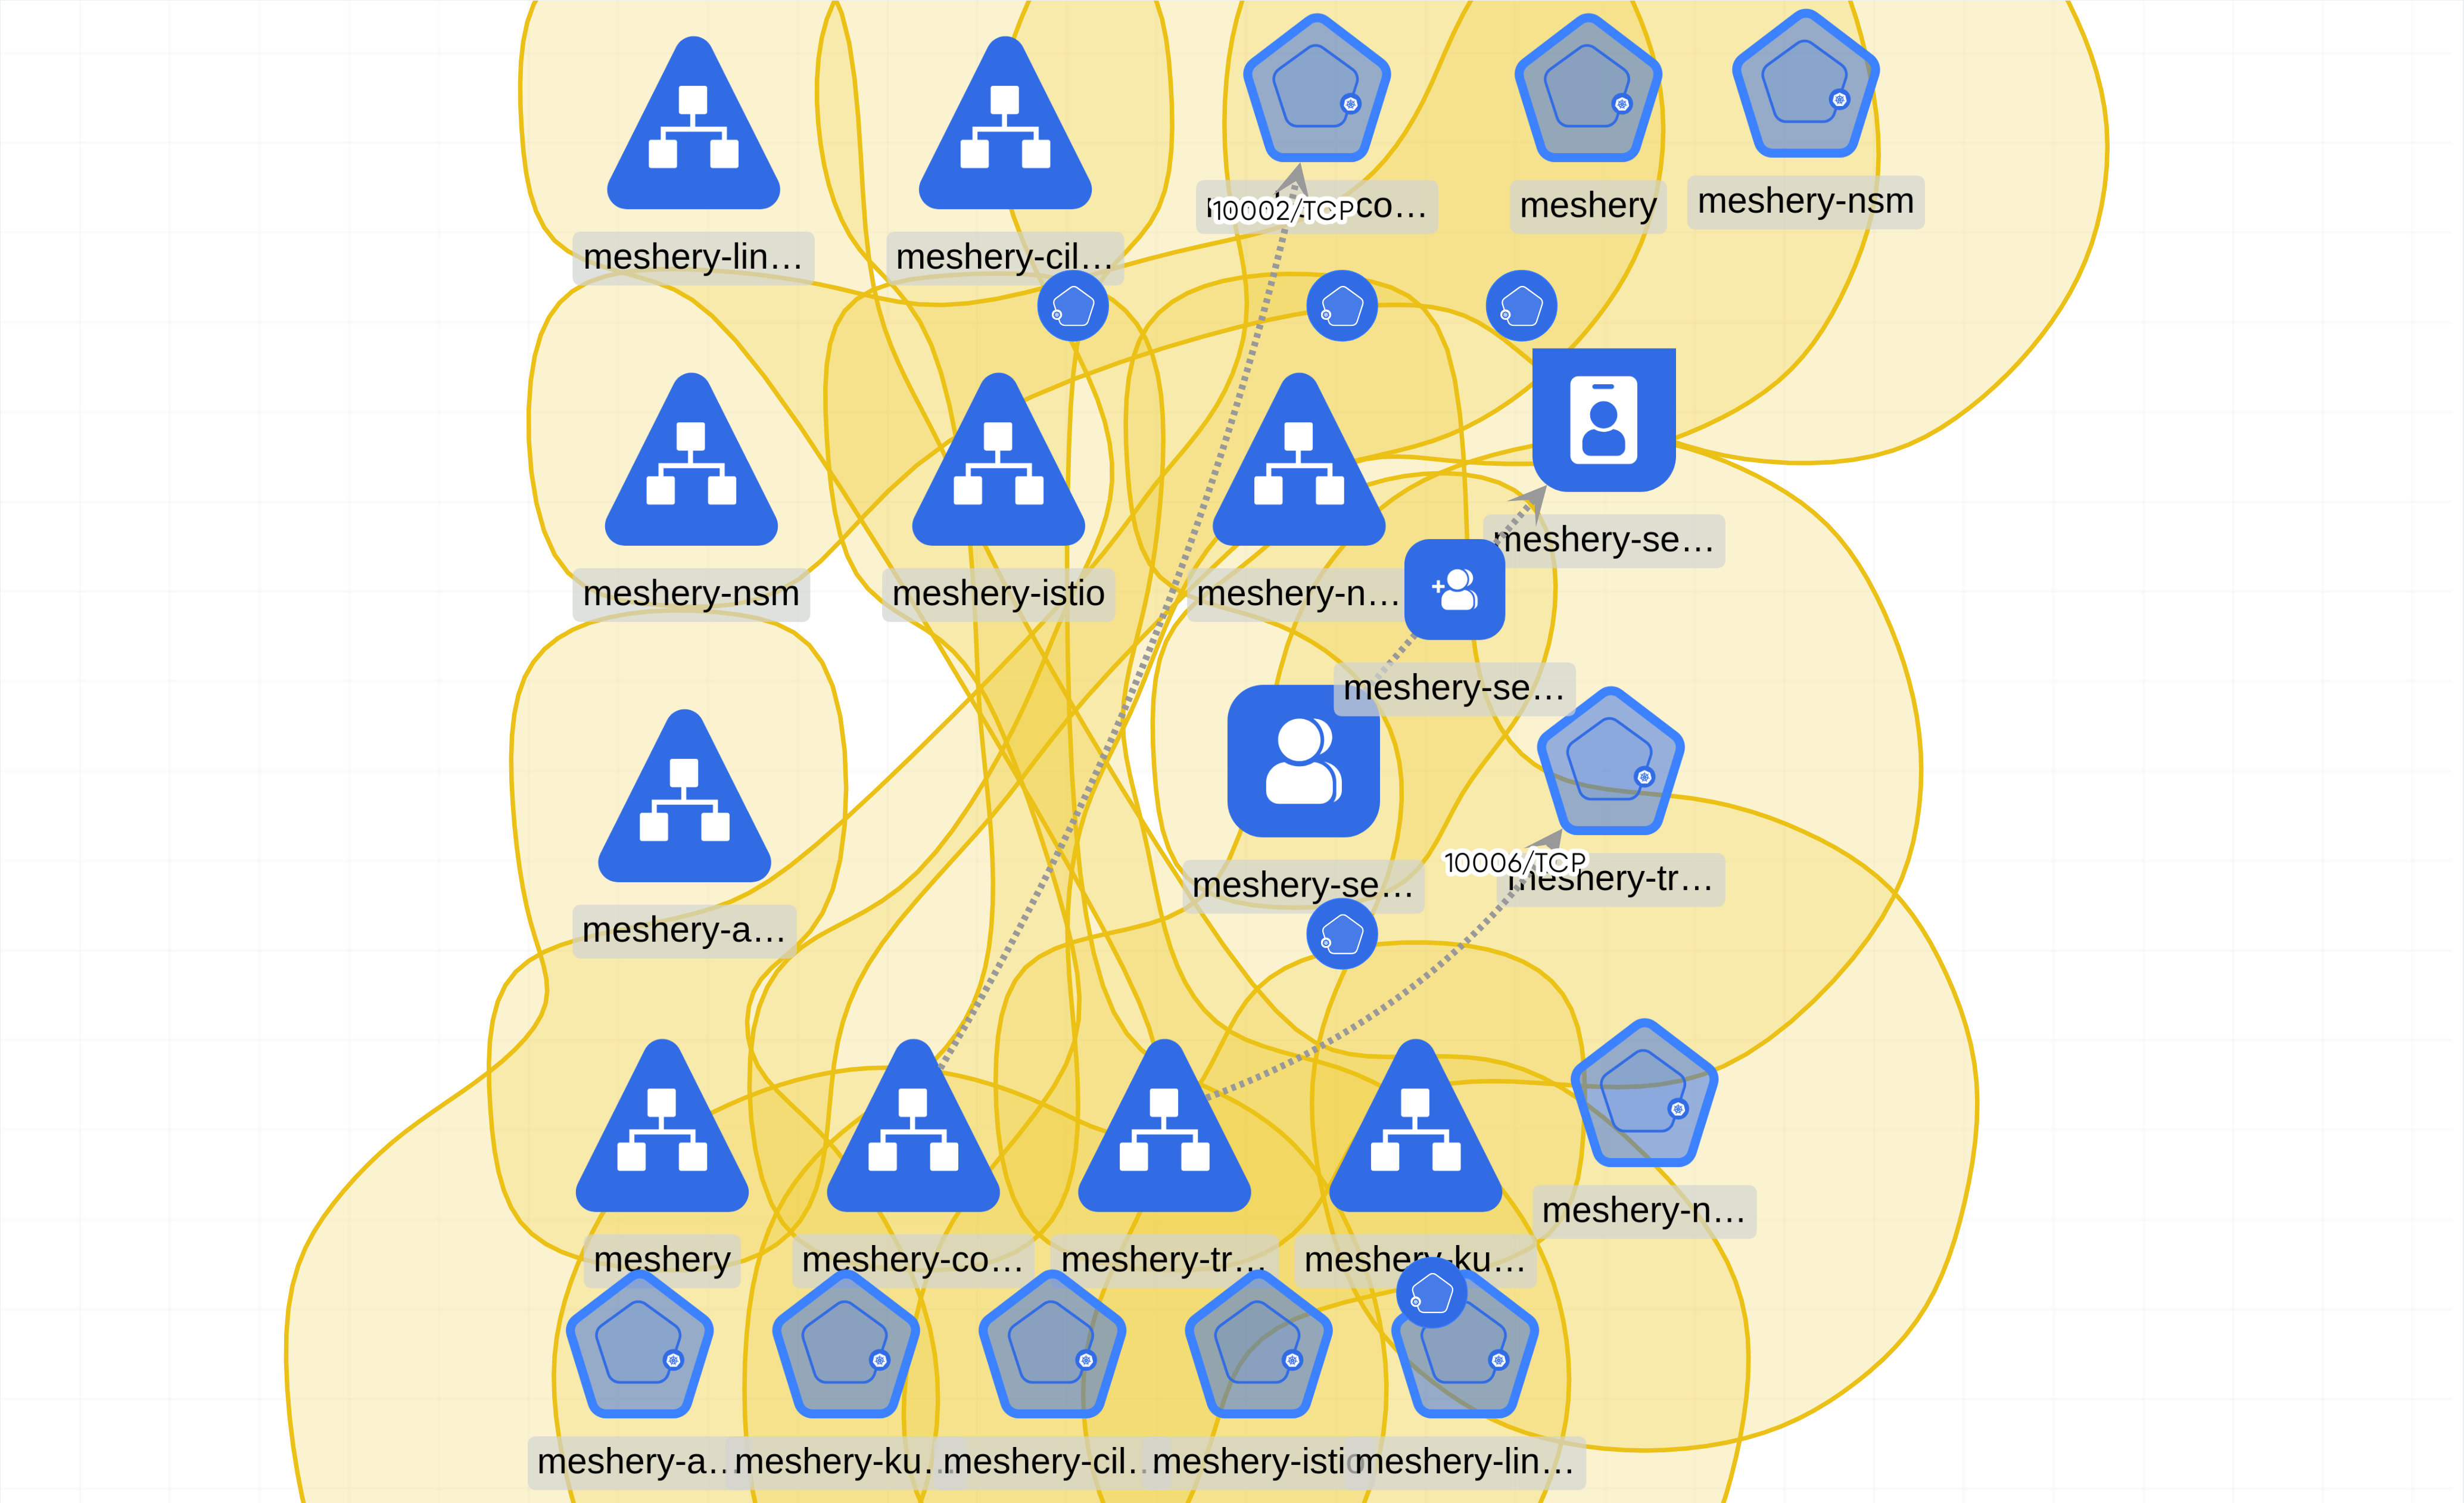 meshery-lin…
meshery-cil…
co…
10002/TCP
meshery
meshery-nsm
meshery-nsm
meshery-istio
meshery-n…
meshery-se…
meshery-se…
meshery-a…
meshery-se…
10006/TCP
meshery-tr…
meshery
meshery-co…
meshery-tr…
meshery-ku…
meshery-n…
meshery-a…
meshery-ku…
meshery-cil…
meshery-istio
meshery-lin…